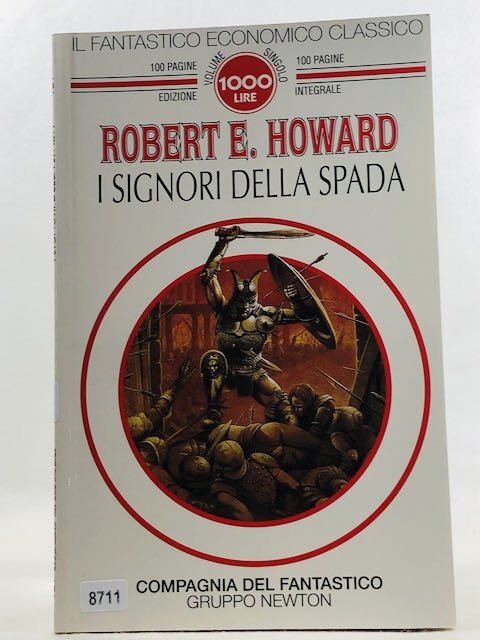 IL FANTASTICO ECONOMICO CLASSICO
100 PAGINE
VOLUME SINGOLO
100 PAGINE
1000
LIRE
EDIZIONE
INTEGRALE
ROBERT E. HOWARD
I SIGNORI DELLA SPADA
COMPAGNIA DEL FANTASTICO
GRUPPO NEWTON
8711